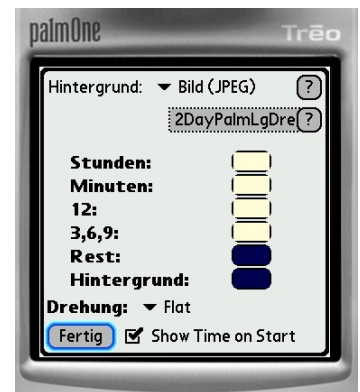 palmOne Trēo
Hintergrund: Bild (JPEG) ?
2DayPalmLgDre ?
Stunden:
Minuten:
12:
3,6,9:
Rest:
Hintergrund:
Drehung: Flat
Fertig Show Time on Start